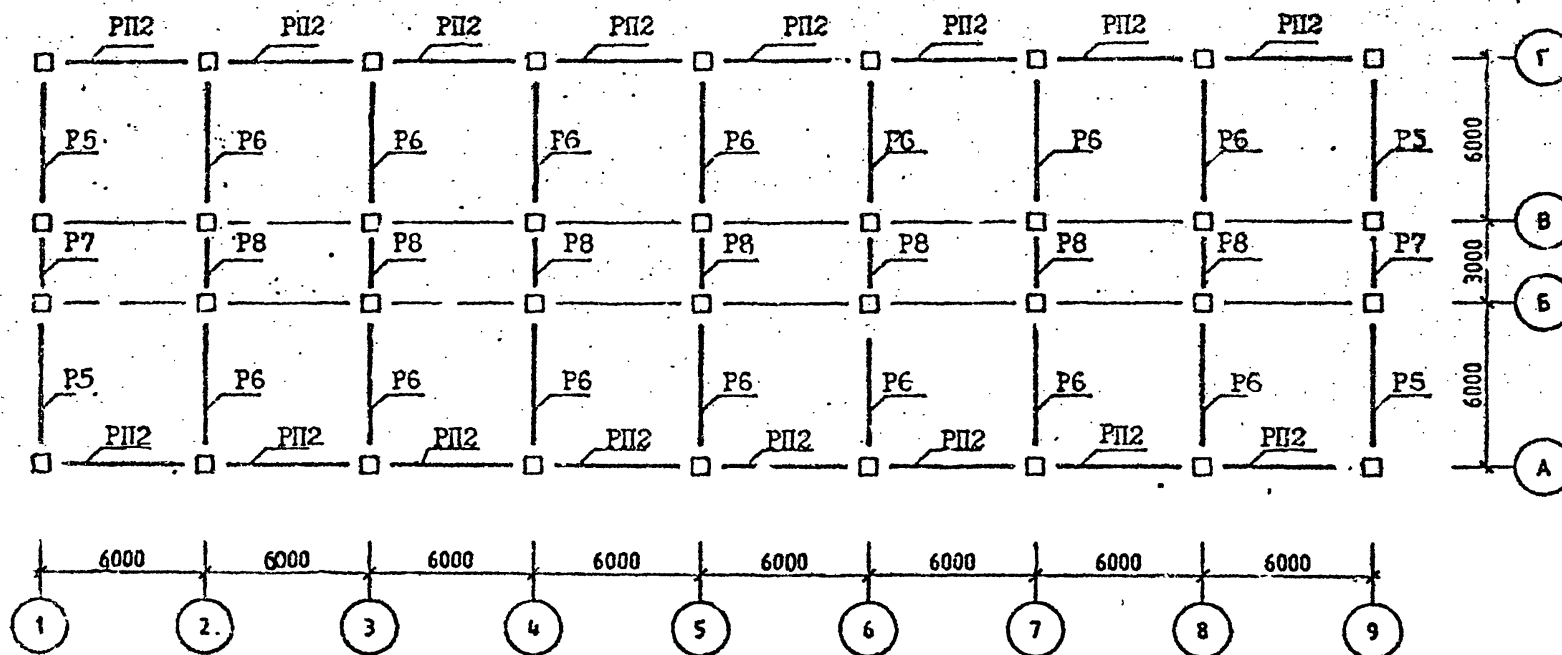 РП2 РП2 РП2 РП2 РП2 РП2 РП2 РП2
Г
Р5 Р6 Р6 Р6 Р6 Р6 Р6 Р6 Р5
6000
В
Р7 Р8 Р8 Р8 Р8 Р8 Р8 Р8 Р7
3000
Б
Р5 Р6 Р6 Р6 Р6 Р6 Р6 Р6 Р5
6000
РП2 РП2 РП2 РП2 РП2 РП2 РП2 РП2
А
6000 6000 6000 6000 6000 6000 6000 6000
1 2. 3 4 5 6 7 8 9